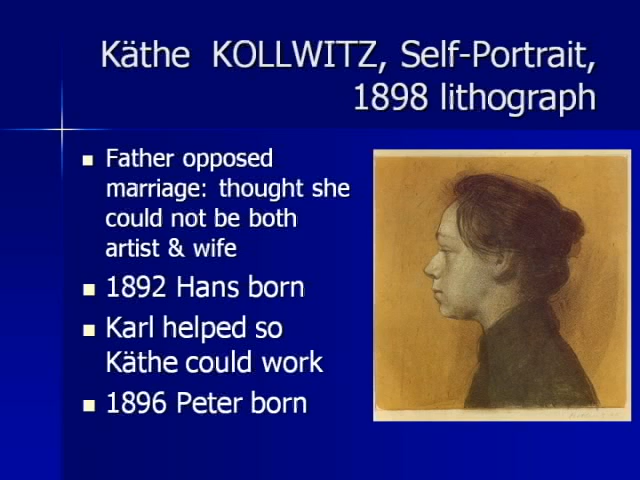 Käthe  KOLLWITZ, Self-Portrait,
1898 lithograph
Father opposed
marriage: thought she
could not be both
artist & wife
1892 Hans born
Karl helped so
Käthe could work
1896 Peter born